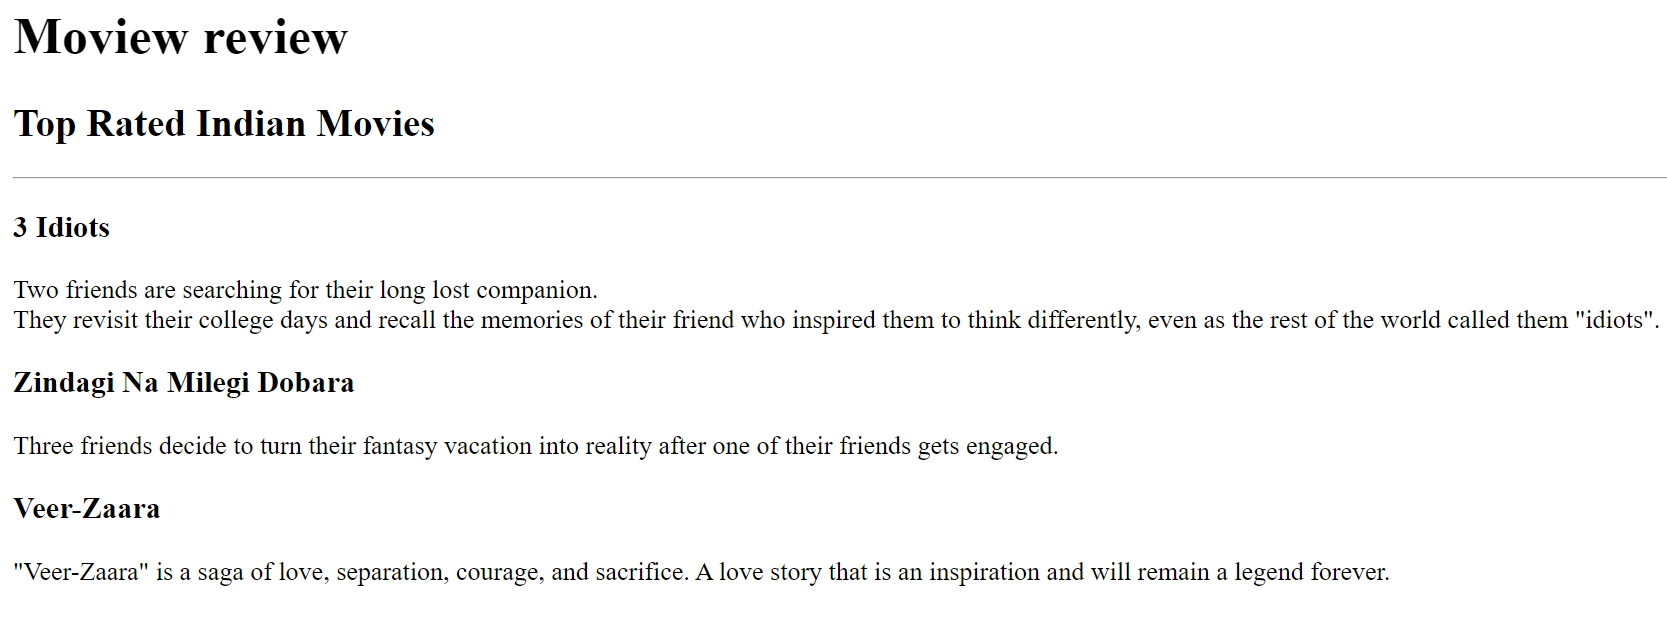 Moview review
Top Rated Indian Movies
3 Idiots
Two friends are searching for their long lost companion.
They revisit their college days and recall the memories of their friend who inspired them to think differently, even as the rest of the world called them "idiots".
Zindagi Na Milegi Dobara
Three friends decide to turn their fantasy vacation into reality after one of their friends gets engaged.
Veer-Zaara
"Veer-Zaara" is a saga of love, separation, courage, and sacrifice. A love story that is an inspiration and will remain a legend forever.